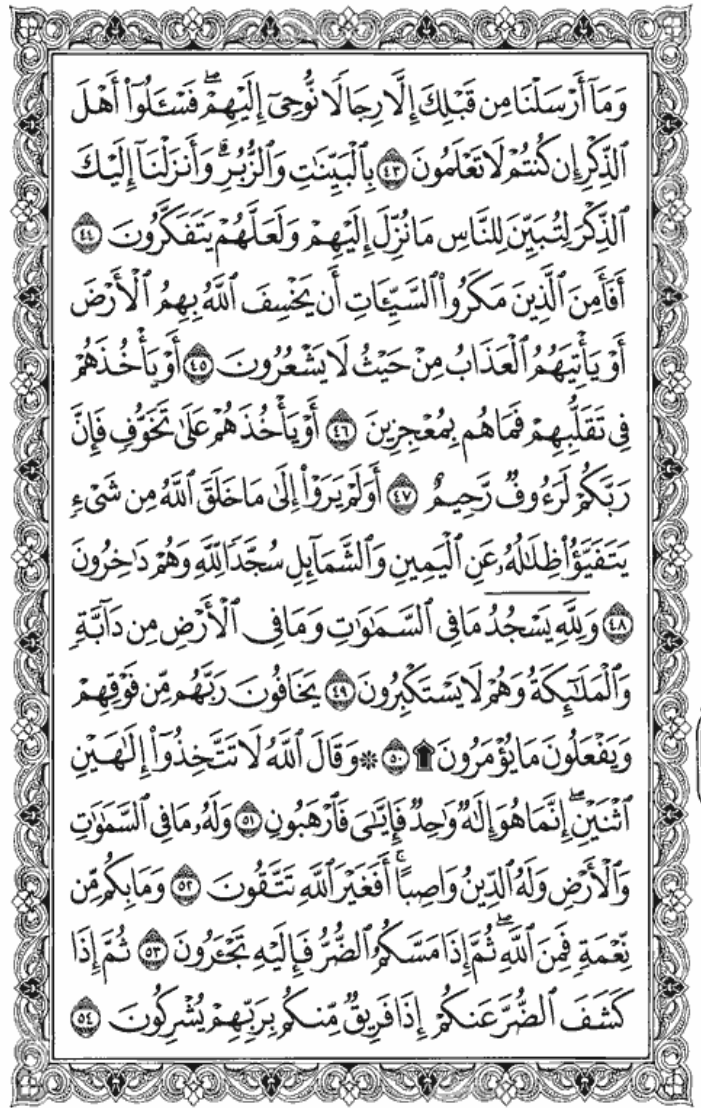 وَمَآ أَرْسَلْنَا مِن قَبْلِكَ إِلَّا رِجَالًا نُّوحِىٓ إِلَيْهِمْ ۖ فَسْـَٔلُوٓا۟ أَهْلَ
ٱلذِّكْرِ إِن كُنتُمْ لَا تَعْلَمُونَ ٤٣ بِٱلْبَيِّنَٰتِ وَٱلزُّبُرِ ۗ وَأَنزَلْنَآ إِلَيْكَ
ٱلذِّكْرَ لِتُبَيِّنَ لِلنَّاسِ مَا نُزِّلَ إِلَيْهِمْ وَلَعَلَّهُمْ يَتَفَكَّرُونَ ٤٤
أَفَأَمِنَ ٱلَّذِينَ مَكَرُوا۟ ٱلسَّيِّـَٔاتِ أَن يَخْسِفَ ٱللَّهُ بِهِمُ ٱلْأَرْضَ
أَوْ يَأْتِيَهُمُ ٱلْعَذَابُ مِنْ حَيْثُ لَا يَشْعُرُونَ ٤٥ أَوْ يَأْخُذَهُمْ
فِى تَقَلُّبِهِمْ فَمَا هُم بِمُعْجِزِينَ ٤٦ أَوْ يَأْخُذَهُمْ عَلَىٰ تَخَوُّفٍ فَإِنَّ
رَبَّكُمْ لَرَءُوفٌ رَّحِيمٌ ٤٧ أَوَلَمْ يَرَوْا۟ إِلَىٰ مَا خَلَقَ ٱللَّهُ مِن شَىْءٍ
يَتَفَيَّؤُا۟ ظِلَٰلُهُۥ عَنِ ٱلْيَمِينِ وَٱلشَّمَآئِلِ سُجَّدًا لِّلَّهِ وَهُمْ دَٰخِرُونَ
٤٨ وَلِلَّهِ يَسْجُدُ مَا فِى ٱلسَّمَٰوَٰتِ وَمَا فِى ٱلْأَرْضِ مِن دَآبَّةٍ
وَٱلْمَلَٰٓئِكَةُ وَهُمْ لَا يَسْتَكْبِرُونَ ٤٩ يَخَافُونَ رَبَّهُم مِّن فَوْقِهِمْ
وَيَفْعَلُونَ مَا يُؤْمَرُونَ ۩ ٥٠ ۞ وَقَالَ ٱللَّهُ لَا تَتَّخِذُوٓا۟ إِلَٰهَيْنِ
ٱثْنَيْنِ ۖ إِنَّمَا هُوَ إِلَٰهٌ وَٰحِدٌ فَإِيَّٰىَ فَٱرْهَبُونِ ٥١ وَلَهُۥ مَا فِى ٱلسَّمَٰوَٰتِ
وَٱلْأَرْضِ وَلَهُ ٱلدِّينُ وَاصِبًا ۚ أَفَغَيْرَ ٱللَّهِ تَتَّقُونَ ٥٢ وَمَا بِكُم مِّن
نِّعْمَةٍ فَمِنَ ٱللَّهِ ۖ ثُمَّ إِذَا مَسَّكُمُ ٱلضُّرُّ فَإِلَيْهِ تَجْـَٔرُونَ ٥٣ ثُمَّ إِذَا
كَشَفَ ٱلضُّرَّ عَنكُمْ إِذَا فَرِيقٌ مِّنكُم بِرَبِّهِمْ يُشْرِكُونَ ٥٤